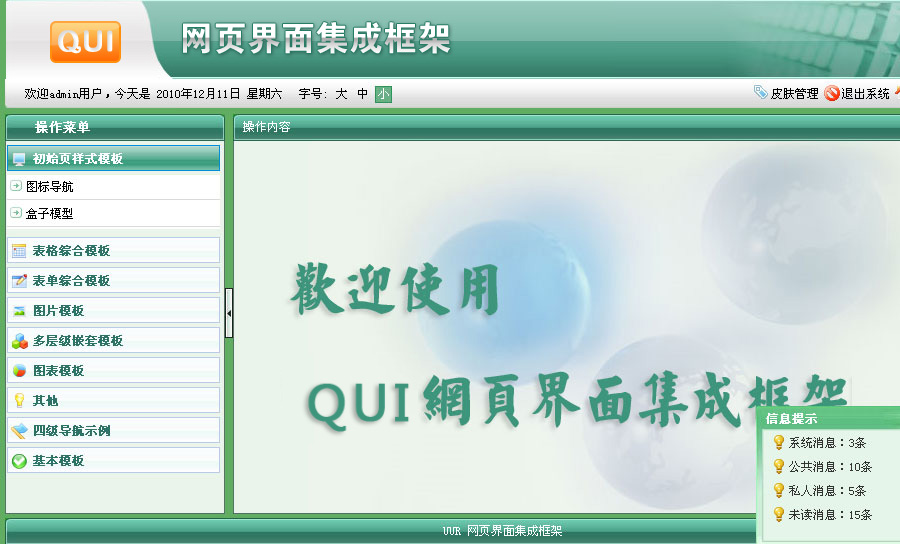 QUI 网页界面集成框架
欢迎admin用户，今天是 2010年12月11日 星期六 字号： 大 中 小 皮肤管理 退出系统
操作菜单
初始页样式模板
图标导航
盒子模型
表格综合模板
表单综合模板
图片模板
多层级嵌套模板
图表模板
其他
四级导航示例
基本模板
操作内容
歡迎使用
QUI 網頁界面集成框架
信息提示
系统消息：3条
公共消息：10条
私人消息：5条
未读消息：15条
UUR 网页界面集成框架